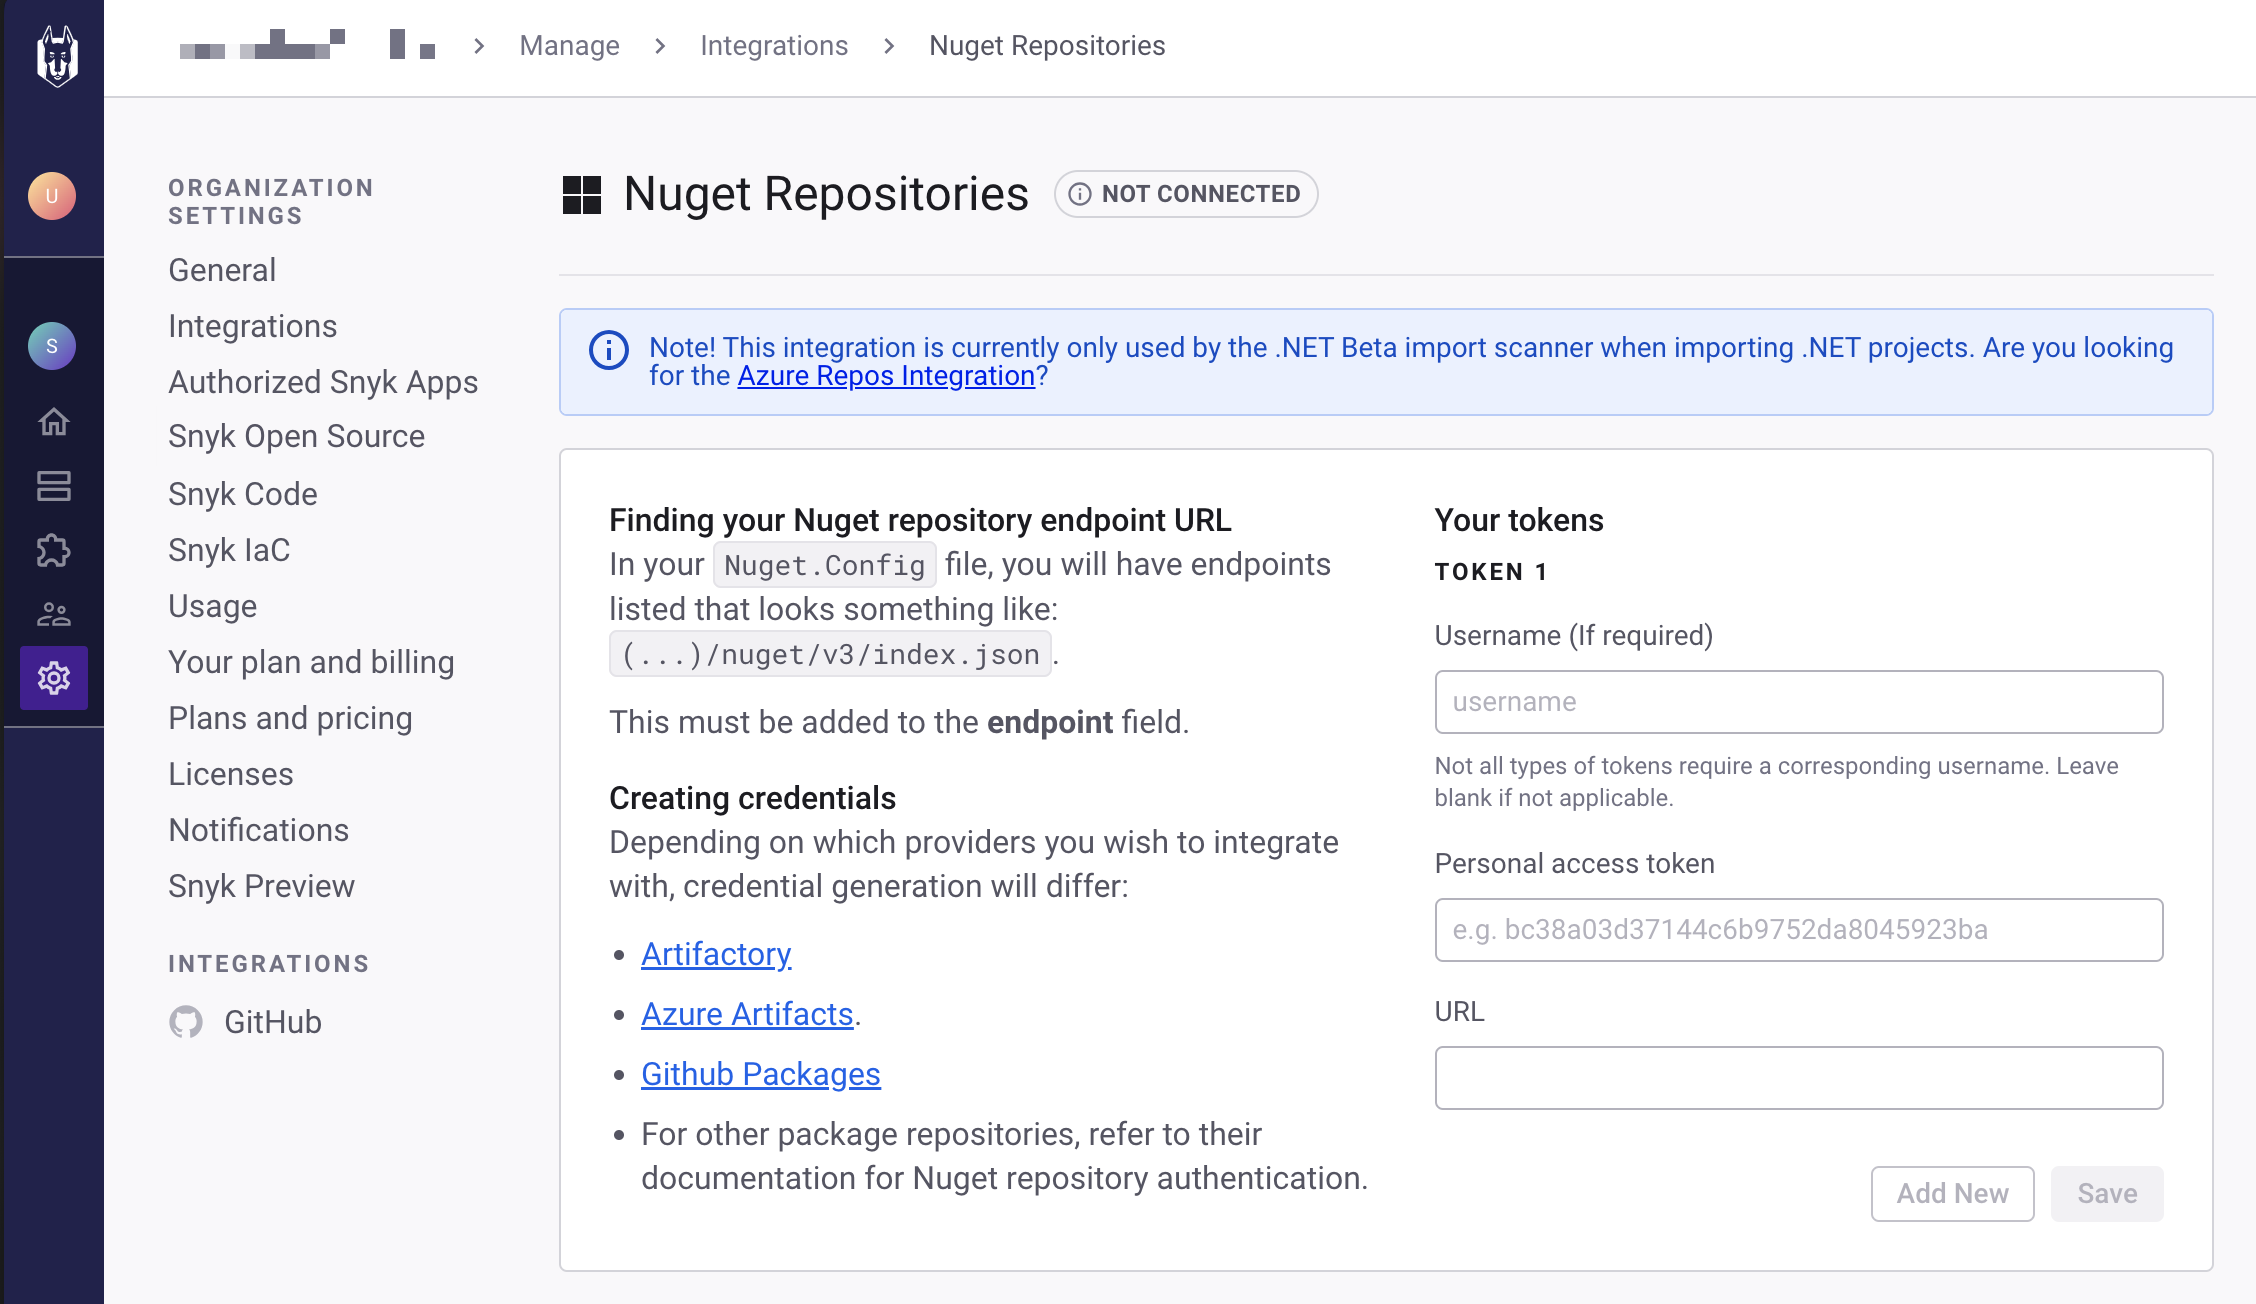 Manage > Integrations > Nuget Repositories
U
S
ORGANIZATION
SETTINGS
General
Integrations
Authorized Snyk Apps
Snyk Open Source
Snyk Code
Snyk IaC
Usage
Your plan and billing
Plans and pricing
Licenses
Notifications
Snyk Preview
INTEGRATIONS
GitHub
Nuget Repositories
NOT CONNECTED
Note! This integration is currently only used by the .NET Beta import scanner when importing .NET projects. Are you looking
for the Azure Repos Integration?
Finding your Nuget repository endpoint URL
In your Nuget.Config file, you will have endpoints
listed that looks something like:
(...)/nuget/v3/index.json.
This must be added to the endpoint field.
Creating credentials
Depending on which providers you wish to integrate
with, credential generation will differ:
• Artifactory
• Azure Artifacts.
• Github Packages
• For other package repositories, refer to their
documentation for Nuget repository authentication.
Your tokens
TOKEN 1
Username (If required)
username
Not all types of tokens require a corresponding username. Leave
blank if not applicable.
Personal access token
e.g. bc38a03d37144c6b9752da8045923ba
URL
Add New
Save